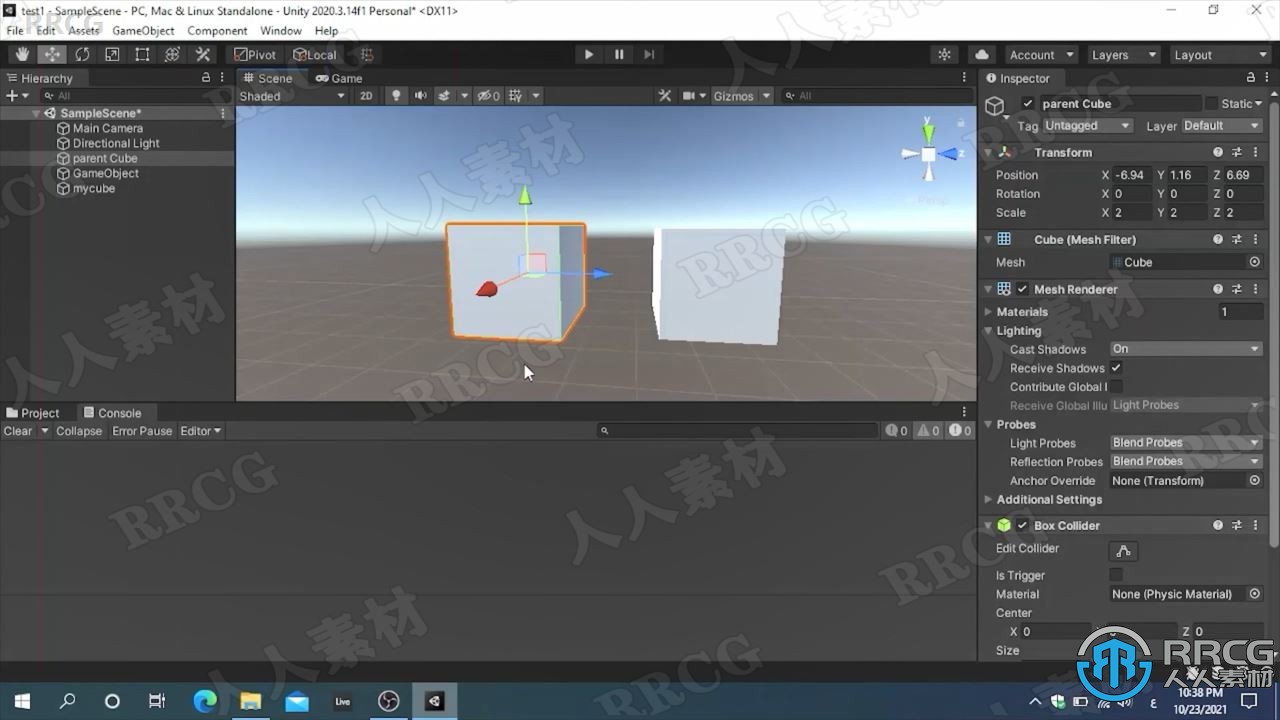 test1 - SampleScene - PC, Mac & Linux Standalone - Unity 2020.3.14f1 Personal* <DX11>
File Edit Assets GameObject Component Window Help
Pivot Local Account Layers Layout
Hierarchy Scene Game Inspector
All Shaded 2D 0 Gizmos All
SampleScene*
Main Camera
Directional Light
parent Cube
GameObject
mycube
y
z
Persp
parent Cube Static
Tag Untagged Layer Default
Transform
Position X -6.94 Y 1.16 Z 6.69
Rotation X 0 Y 0 Z 0
Scale X 2 Y 2 Z 2
Cube (Mesh Filter)
Mesh Cube
Mesh Renderer
Materials 1
Lighting
Cast Shadows On
Receive Shadows
Contribute Global I
Receive Global Illu Light Probes
Probes
Light Probes Blend Probes
Reflection Probes Blend Probes
Anchor Override None (Transform)
Additional Settings
Box Collider
Edit Collider
Is Trigger
Material None (Physic Material)
Center
X 0 Z 0
Size
Project Console
Clear Collapse Error Pause Editor 0 0 0
Live
10:38 PM
10/23/2021
RRCG
人人素材